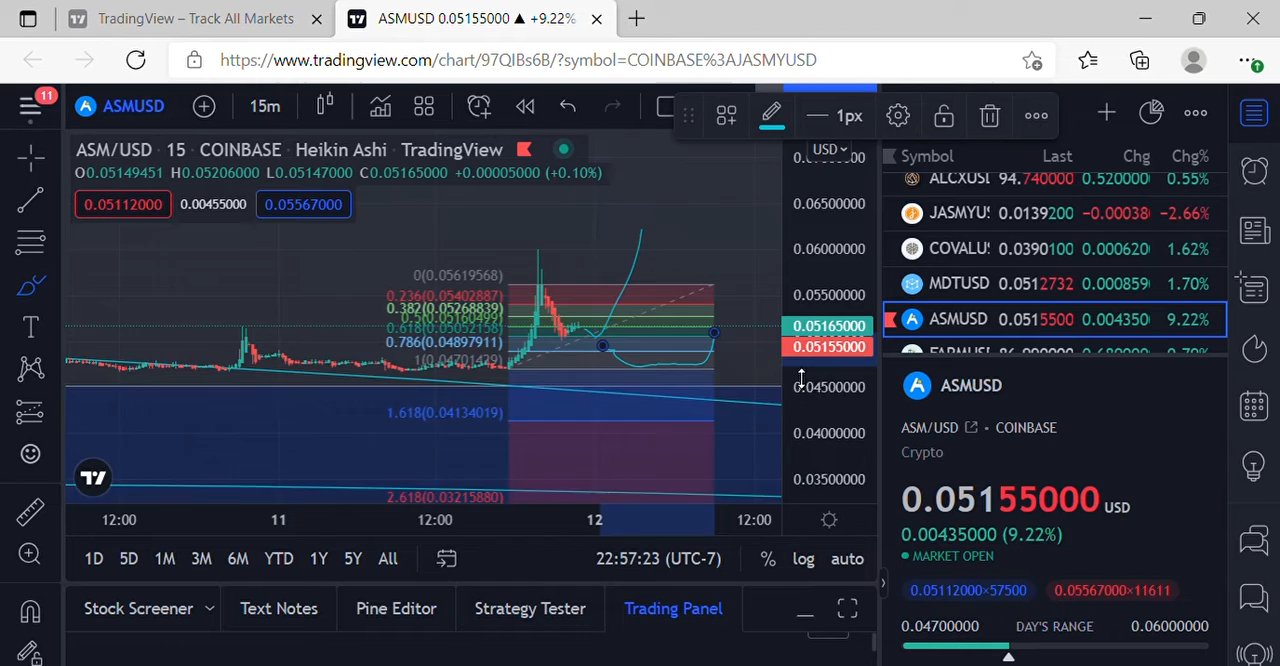 TradingView – Track All Markets
ASMUSD 0.05155000 ▲ +9.22%
https://www.tradingview.com/chart/97QIBs6B/?symbol=COINBASE%3AJASMYUSD
11
ASMUSD
15m
1px
ASM/USD · 15 · COINBASE · Heikin Ashi · TradingView
O0.05149451 H0.05206000 L0.05147000 C0.05165000 +0.00005000 (+0.10%)
0.05112000 0.00455000 0.05567000
0(0.05619568)
0.236(0.05402887)
0.382(0.05268839)
0.618(0.05052158)
0.786(0.04897911)
1(0.04701429)
1.618(0.04134019)
2.618(0.03215880)
USD
0.06500000
0.06000000
0.05500000
0.05165000
0.05155000
0.04500000
0.04000000
0.03500000
12:00 11 12:00 12 12:00
1D 5D 1M 3M 6M YTD 1Y 5Y All
22:57:23 (UTC-7) % log auto
Stock Screener Text Notes Pine Editor Strategy Tester Trading Panel
Symbol Last Chg Chg%
94.740000 0.520000 0.55%
JASMYU 0.0139200 −0.000380 −2.66%
COVALU 0.0390100 0.000620 1.62%
MDTUSD 0.0512732 0.000859 1.70%
ASMUSD 0.0515500 0.004350 9.22%
ASMUSD
ASM/USD · COINBASE
Crypto
0.05155000 USD
0.00435000 (9.22%)
MARKET OPEN
0.05112000×57500 0.05567000×11611
0.04700000 DAY'S RANGE 0.06000000